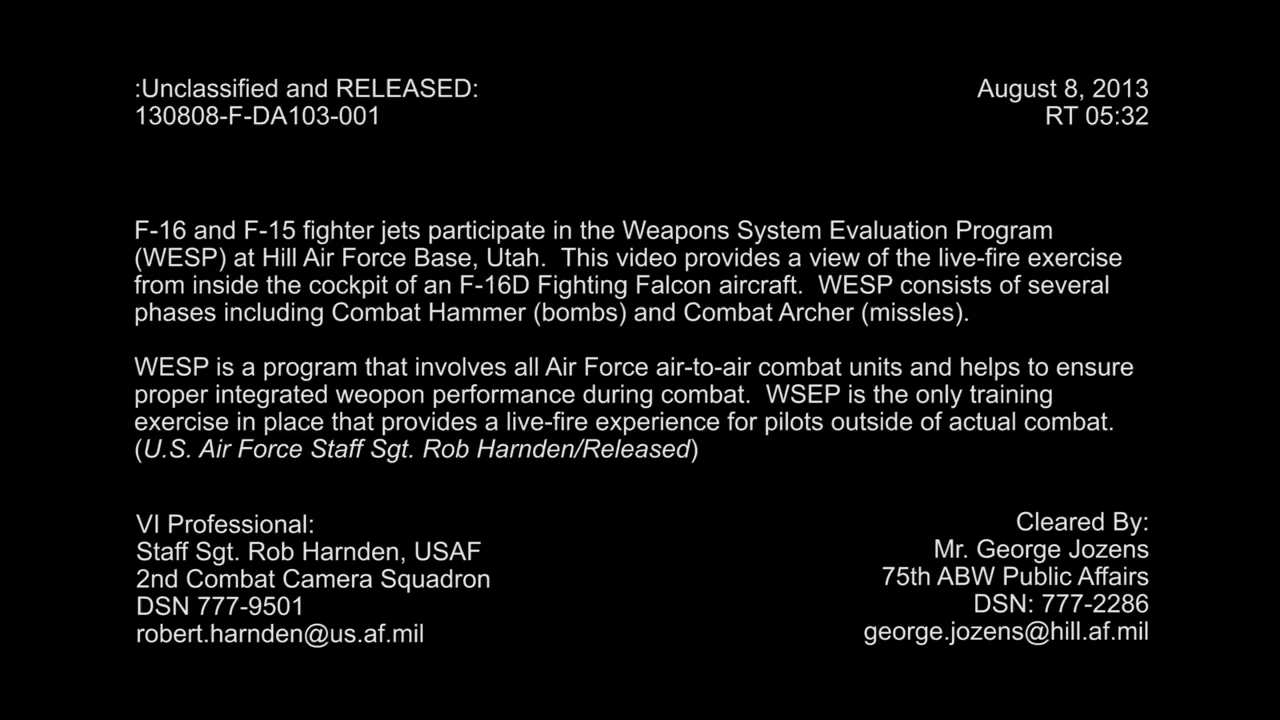 :Unclassified and RELEASED:
130808-F-DA103-001
August 8, 2013
RT 05:32
F-16 and F-15 fighter jets participate in the Weapons System Evaluation Program
(WESP) at Hill Air Force Base, Utah.  This video provides a view of the live-fire exercise
from inside the cockpit of an F-16D Fighting Falcon aircraft.  WESP consists of several
phases including Combat Hammer (bombs) and Combat Archer (missles).
WESP is a program that involves all Air Force air-to-air combat units and helps to ensure
proper integrated weopon performance during combat.  WSEP is the only training
exercise in place that provides a live-fire experience for pilots outside of actual combat.
(U.S. Air Force Staff Sgt. Rob Harnden/Released)
VI Professional:
Staff Sgt. Rob Harnden, USAF
2nd Combat Camera Squadron
DSN 777-9501
robert.harnden@us.af.mil
Cleared By:
Mr. George Jozens
75th ABW Public Affairs
DSN: 777-2286
george.jozens@hill.af.mil